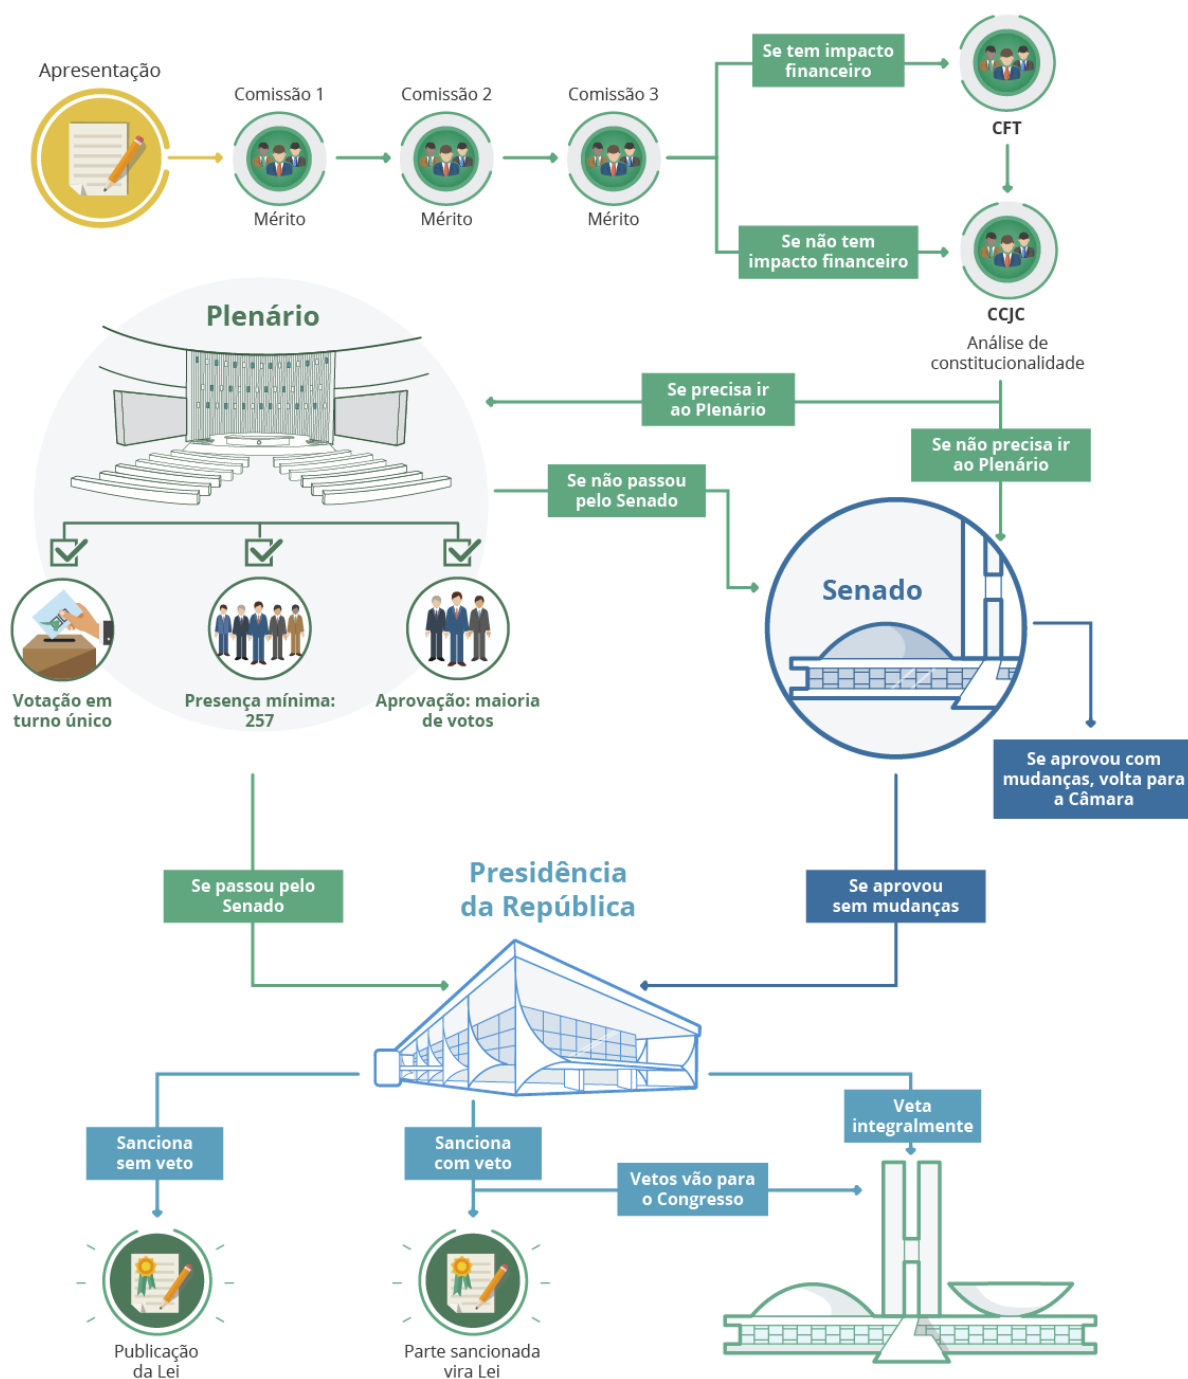 Apresentação
Comissão 1
Mérito
Comissão 2
Mérito
Comissão 3
Mérito
Se tem impacto
financeiro
CFT
Se não tem
impacto financeiro
CCJC
Análise de
constitucionalidade
Plenário
Se precisa ir
ao Plenário
Se não precisa ir
ao Plenário
Se não passou
pelo Senado
Senado
Votação em
turno único
Presença mínima:
257
Aprovação: maioria
de votos
Se aprovou com
mudanças, volta para
a Câmara
Se passou pelo
Senado
Presidência
da República
Se aprovou
sem mudanças
Sanciona
sem veto
Sanciona
com veto
Veta
integralmente
Vetos vão para
o Congresso
Publicação
da Lei
Parte sancionada
vira Lei